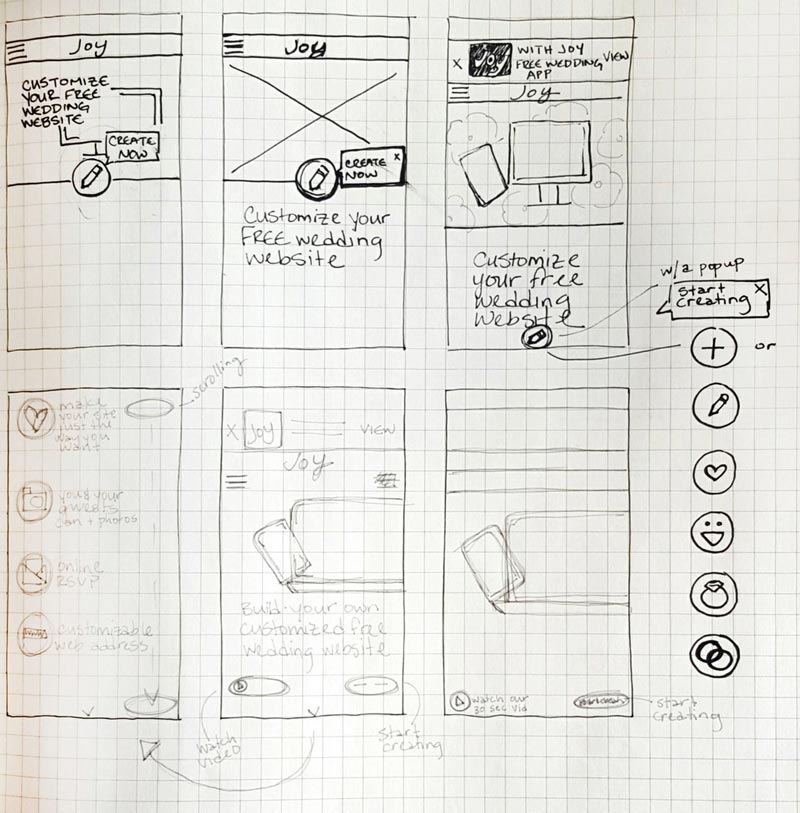 JOY
CUSTOMIZE
YOUR FREE
WEDDING
WEBSITE
CREATE
NOW
JOY
CREATE X
NOW
Customize your
FREE wedding
website
X WITH JOY VIEW
FREE WEDDING
APP
JOY
Customize
your free
wedding
website
w/a popup
Start X
Creating
or
scrolling
make
your site
just the
way you
want
your
guests
can + photos
online
RSVP
www
customizable
web address
X JOY VIEW
JOY
Build your own
customized free
wedding website
Watch
Video
Start
creating
watch our
30 sec vid
start
creating